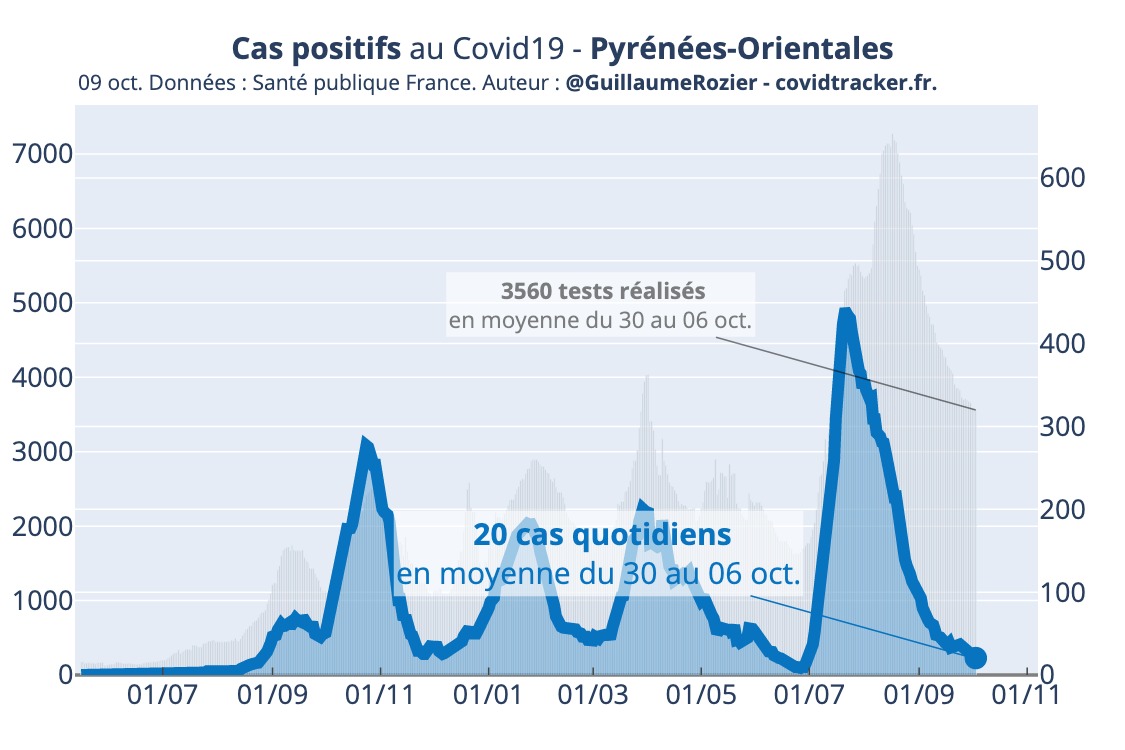 Cas positifs au Covid19 - Pyrénées-Orientales
09 oct. Données : Santé publique France. Auteur : @GuillaumeRozier - covidtracker.fr.
7000
6000
5000
4000
3000
2000
1000
0
600
500
400
300
200
100
0
3560 tests réalisés
en moyenne du 30 au 06 oct.
20 cas quotidiens
en moyenne du 30 au 06 oct.
01/07 01/09 01/11 01/01 01/03 01/05 01/07 01/09 01/11